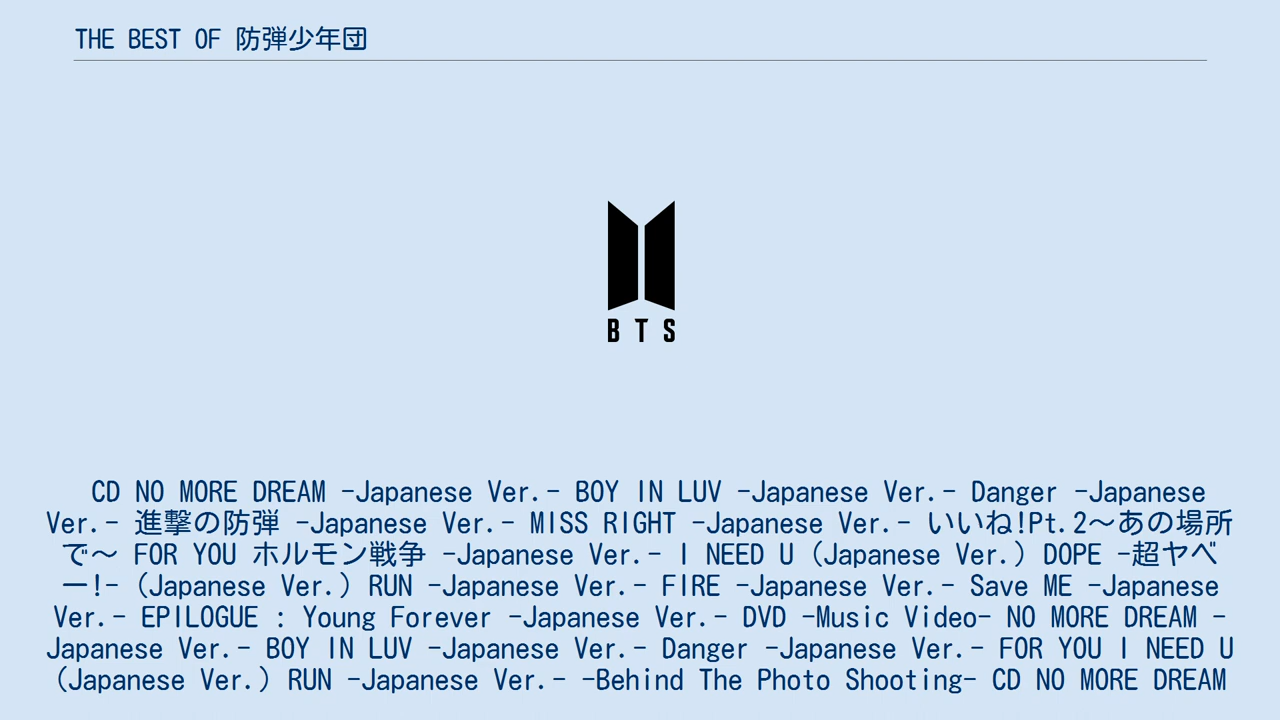 THE BEST OF 防弾少年団
BTS
CD NO MORE DREAM -Japanese Ver.- BOY IN LUV -Japanese Ver.- Danger -Japanese
Ver.- 進撃の防弾 -Japanese Ver.- MISS RIGHT -Japanese Ver.- いいね!Pt.2～あの場所
で～ FOR YOU ホルモン戦争 -Japanese Ver.- I NEED U (Japanese Ver.) DOPE -超ヤベ
ー!- (Japanese Ver.) RUN -Japanese Ver.- FIRE -Japanese Ver.- Save ME -Japanese
Ver.- EPILOGUE : Young Forever -Japanese Ver.- DVD -Music Video- NO MORE DREAM -
Japanese Ver.- BOY IN LUV -Japanese Ver.- Danger -Japanese Ver.- FOR YOU I NEED U
(Japanese Ver.) RUN -Japanese Ver.- -Behind The Photo Shooting- CD NO MORE DREAM